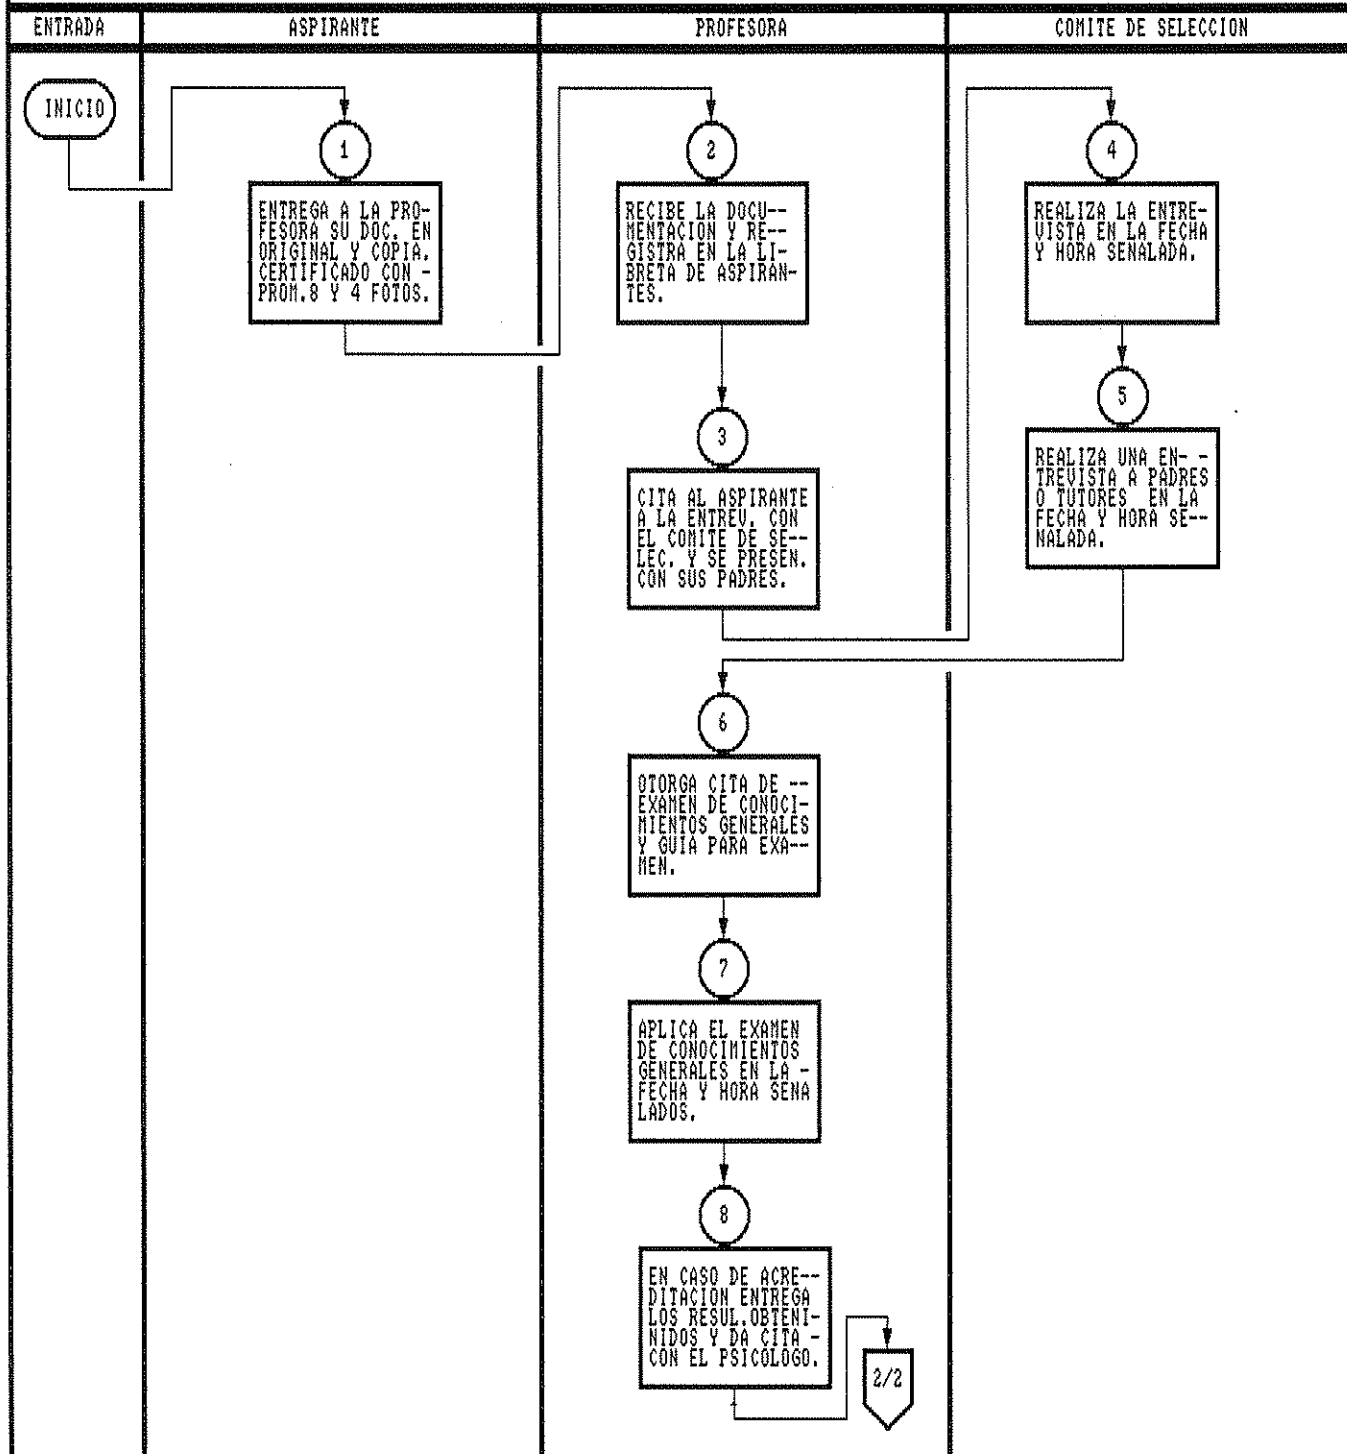 ENTRADA
ASPIRANTE
PROFESORA
COMITE DE SELECCION
INICIO
1
ENTREGA A LA PRO-
FESORA SU DOC. EN
ORIGINAL Y COPIA.
CERTIFICADO CON -
PROM.8 Y 4 FOTOS.
2
RECIBE LA DOCU--
MENTACION Y RE--
GISTRA EN LA LI-
BRETA DE ASPIRAN-
TES.
3
CITA AL ASPIRANTE
A LA ENTREV. CON
EL COMITE DE SE--
LEC. Y SE PRESEN.
CON SUS PADRES.
4
REALIZA LA ENTRE-
VISTA EN LA FECHA
Y HORA SENALADA.
5
REALIZA UNA EN- -
TREVISTA A PADRES
O TUTORES EN LA
FECHA Y HORA SE--
NALADA.
6
OTORGA CITA DE --
EXAMEN DE CONOCI-
MIENTOS GENERALES
Y GUIA PARA EXA--
MEN.
7
APLICA EL EXAMEN
DE CONOCIMIENTOS
GENERALES EN LA -
FECHA Y HORA SENA
LADOS.
8
EN CASO DE ACRE--
DITACION ENTREGA
LOS RESUL.OBTENI-
NIDOS Y DA CITA -
CON EL PSICOLOGO.
2/2